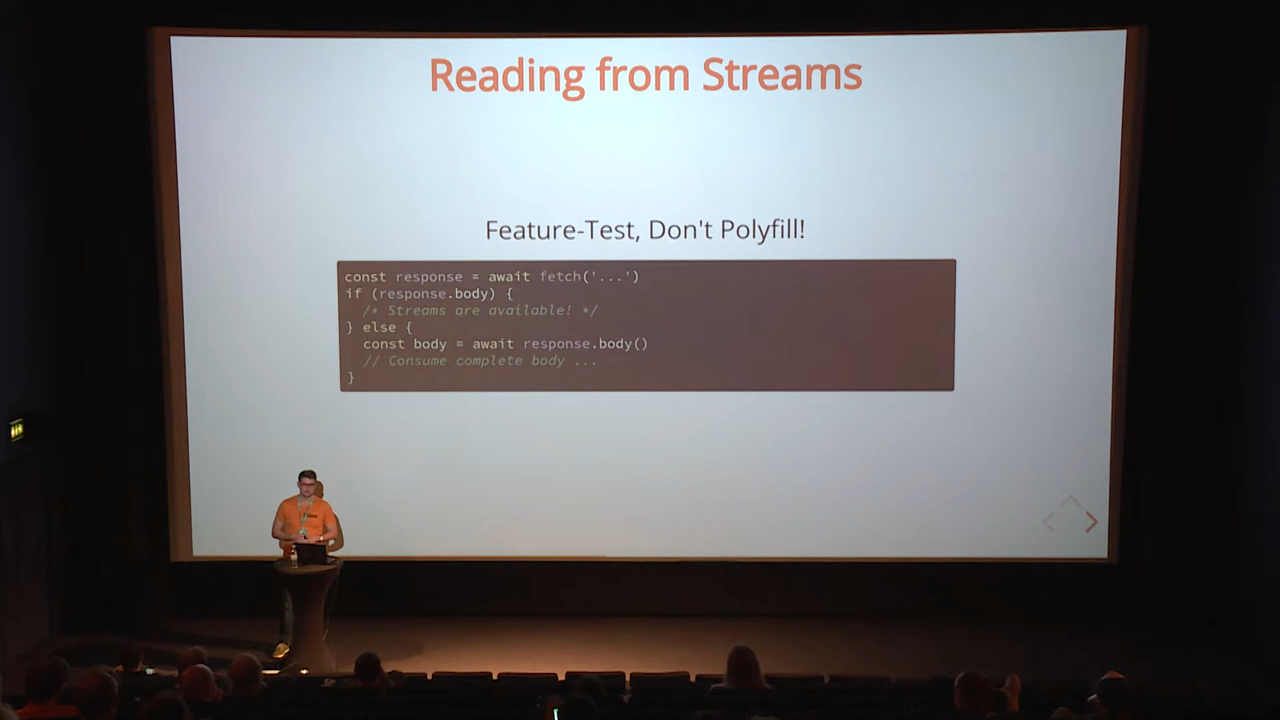 Reading from Streams
Feature-Test, Don't Polyfill!
const response = await fetch('...')
if (response.body) {
  /* Streams are available! */
} else {
  const body = await response.body()
  // Consume complete body ...
}